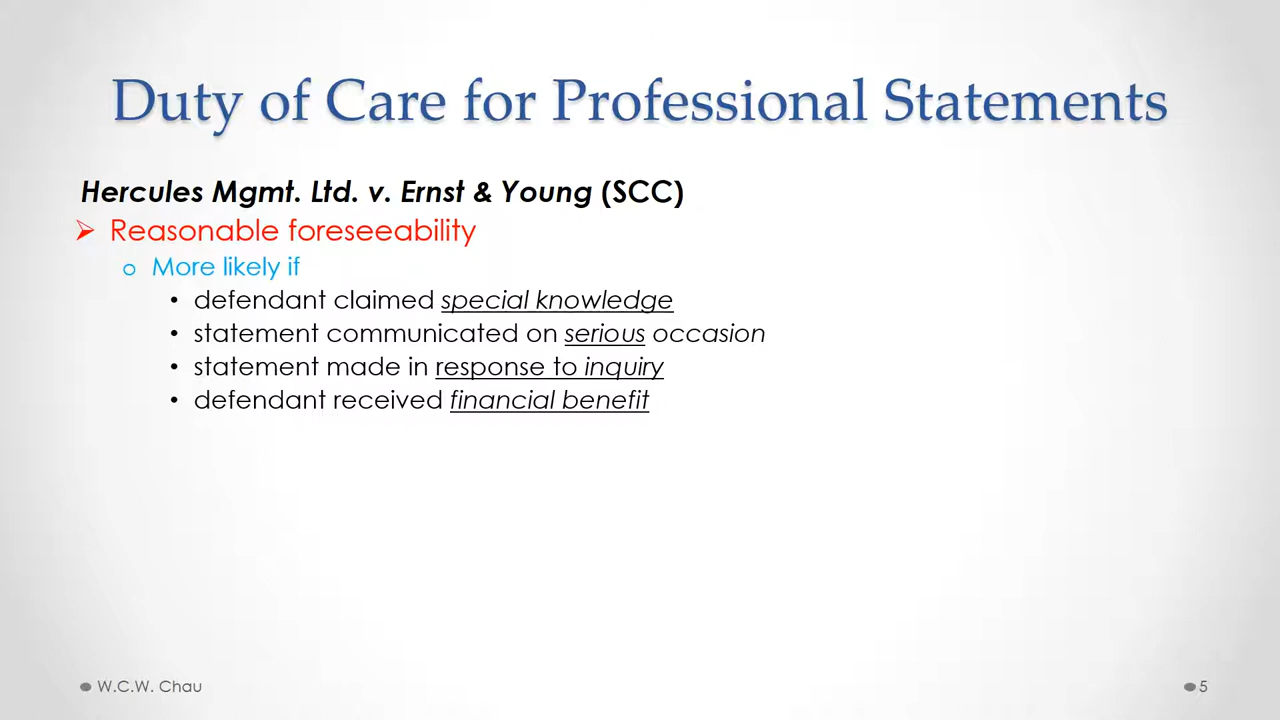 Duty of Care for Professional Statements
Hercules Mgmt. Ltd. v. Ernst & Young (SCC)
Reasonable foreseeability
More likely if
defendant claimed special knowledge
statement communicated on serious occasion
statement made in response to inquiry
defendant received financial benefit
W.C.W. Chau
5